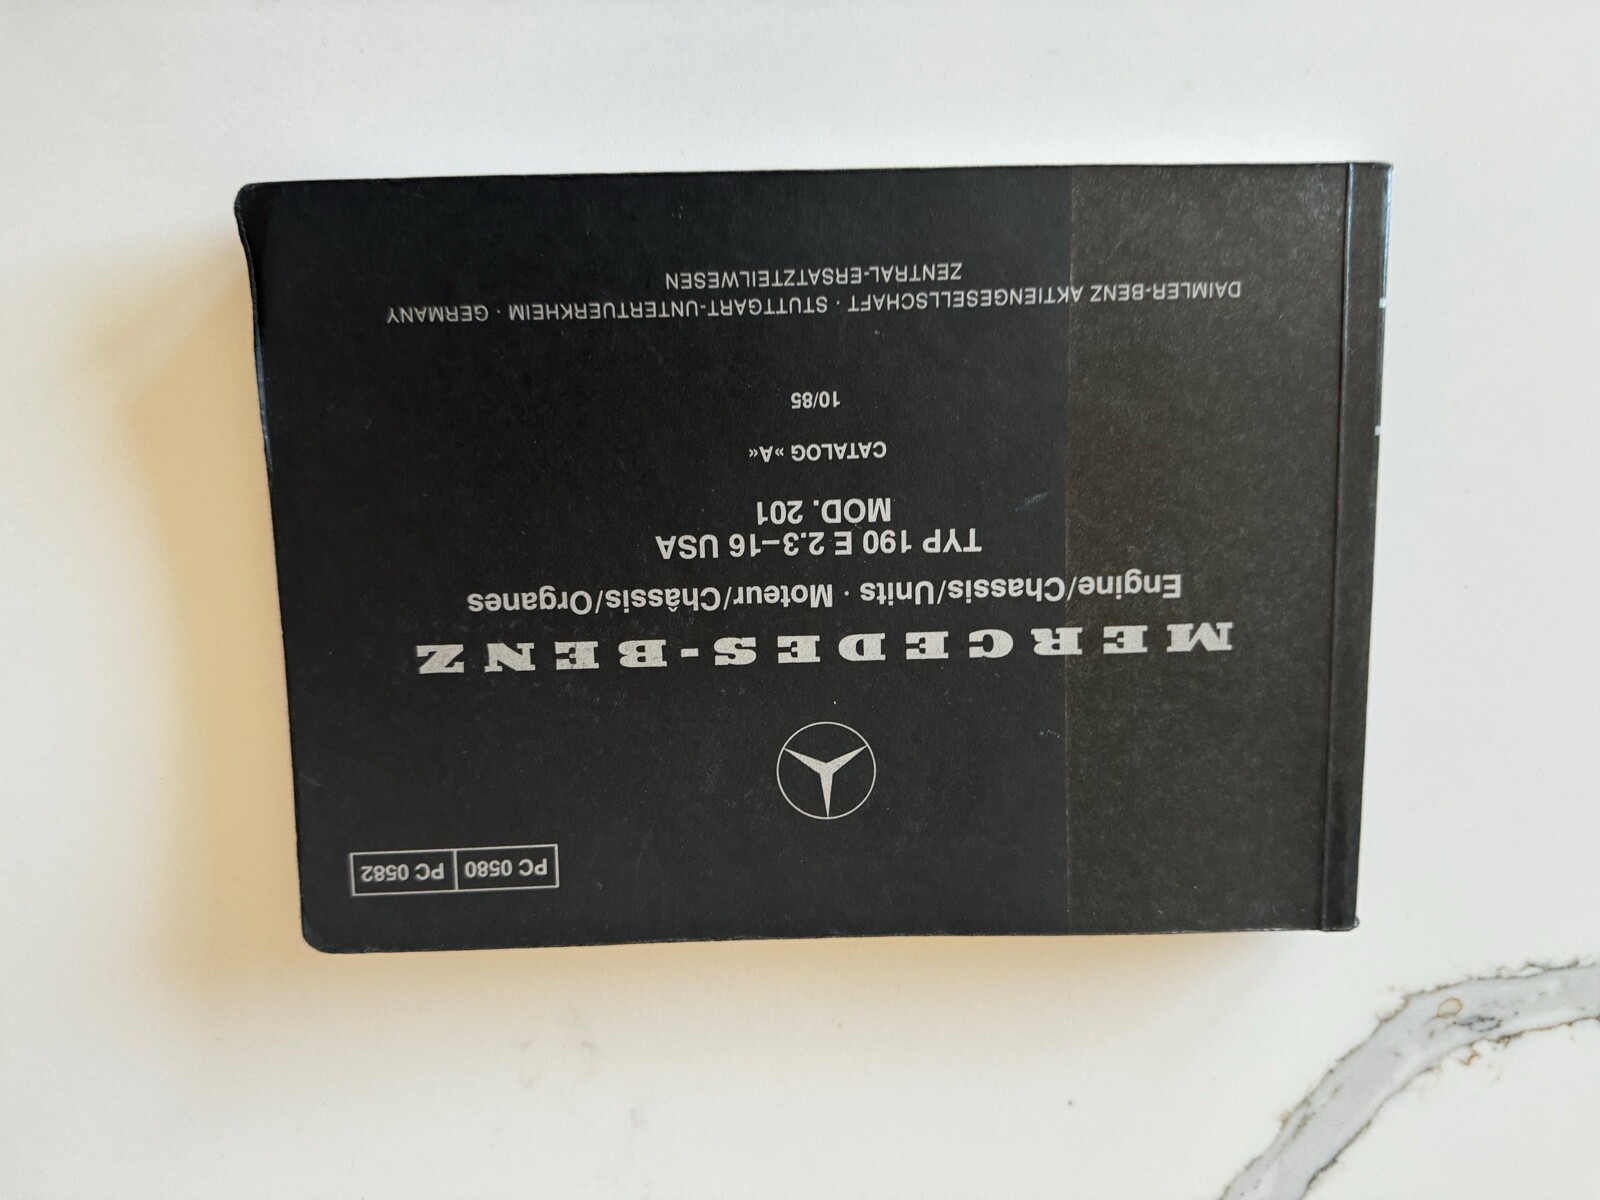 PC 0580 PC 0582
MERCEDES-BENZ
Engine/Chassis/Units · Moteur/Châssis/Organes
TYP 190 E 2.3–16 USA
MOD. 201
CATALOG »A«
10/85
DAIMLER-BENZ AKTIENGESELLSCHAFT · STUTTGART-UNTERTUERKHEIM · GERMANY
ZENTRAL-ERSATZTEILWESEN